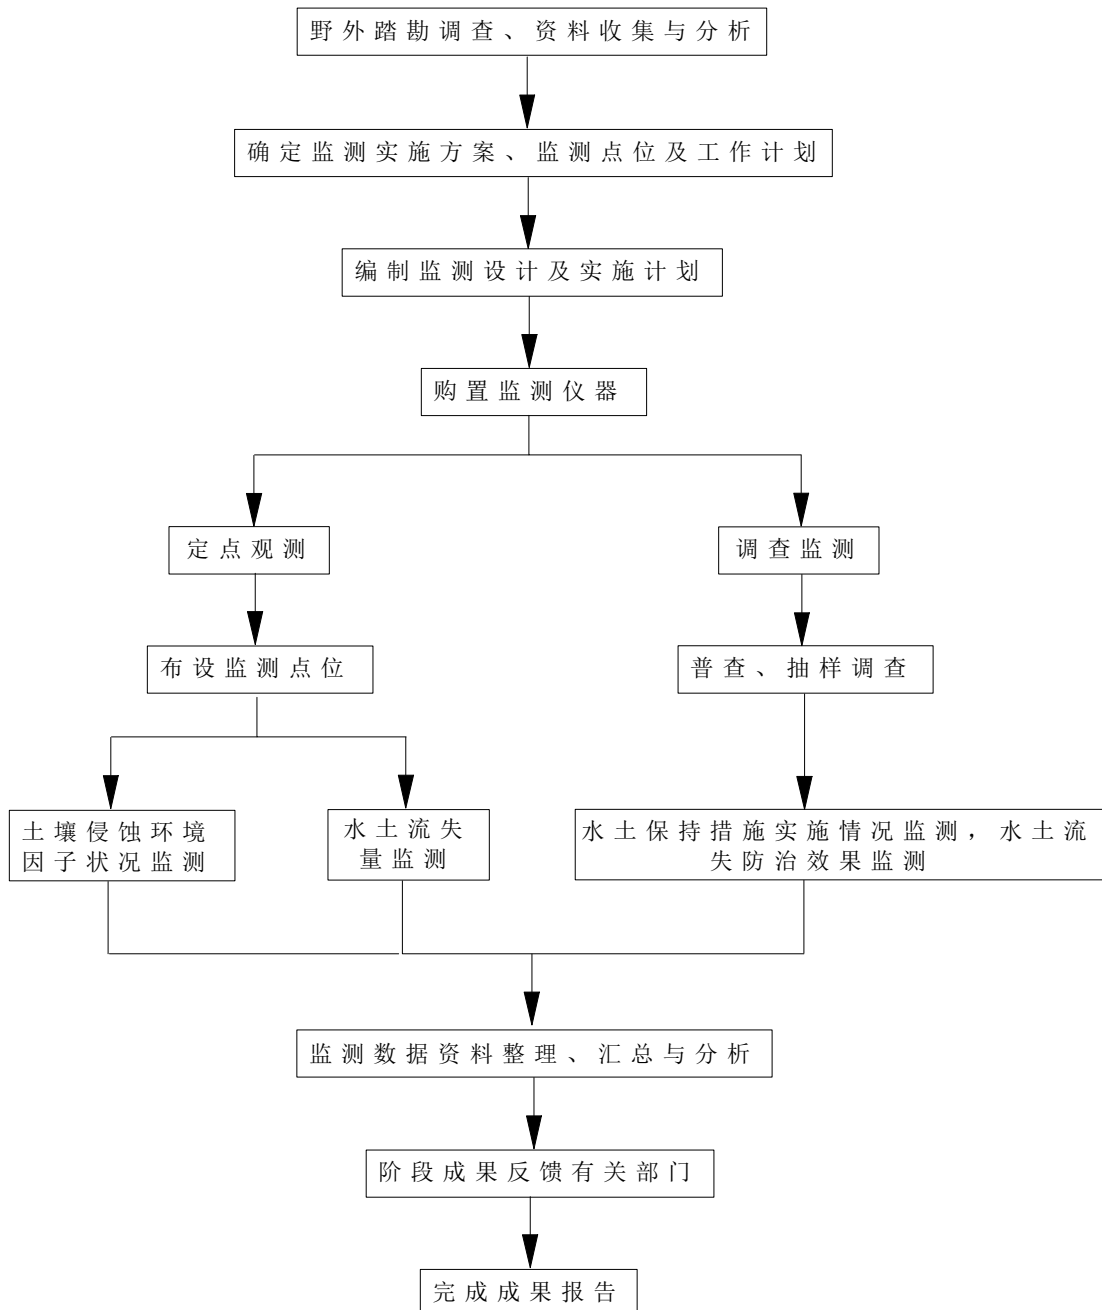 野外踏勘调查、资料收集与分析
确定监测实施方案、监测点位及工作计划
编制监测设计及实施计划
购置监测仪器
定点观测
调查监测
布设监测点位
普查、抽样调查
土壤侵蚀环境
因子状况监测
水土流失
量监测
水土保持措施实施情况监测，水土流
失防治效果监测
监测数据资料整理、汇总与分析
阶段成果反馈有关部门
完成成果报告